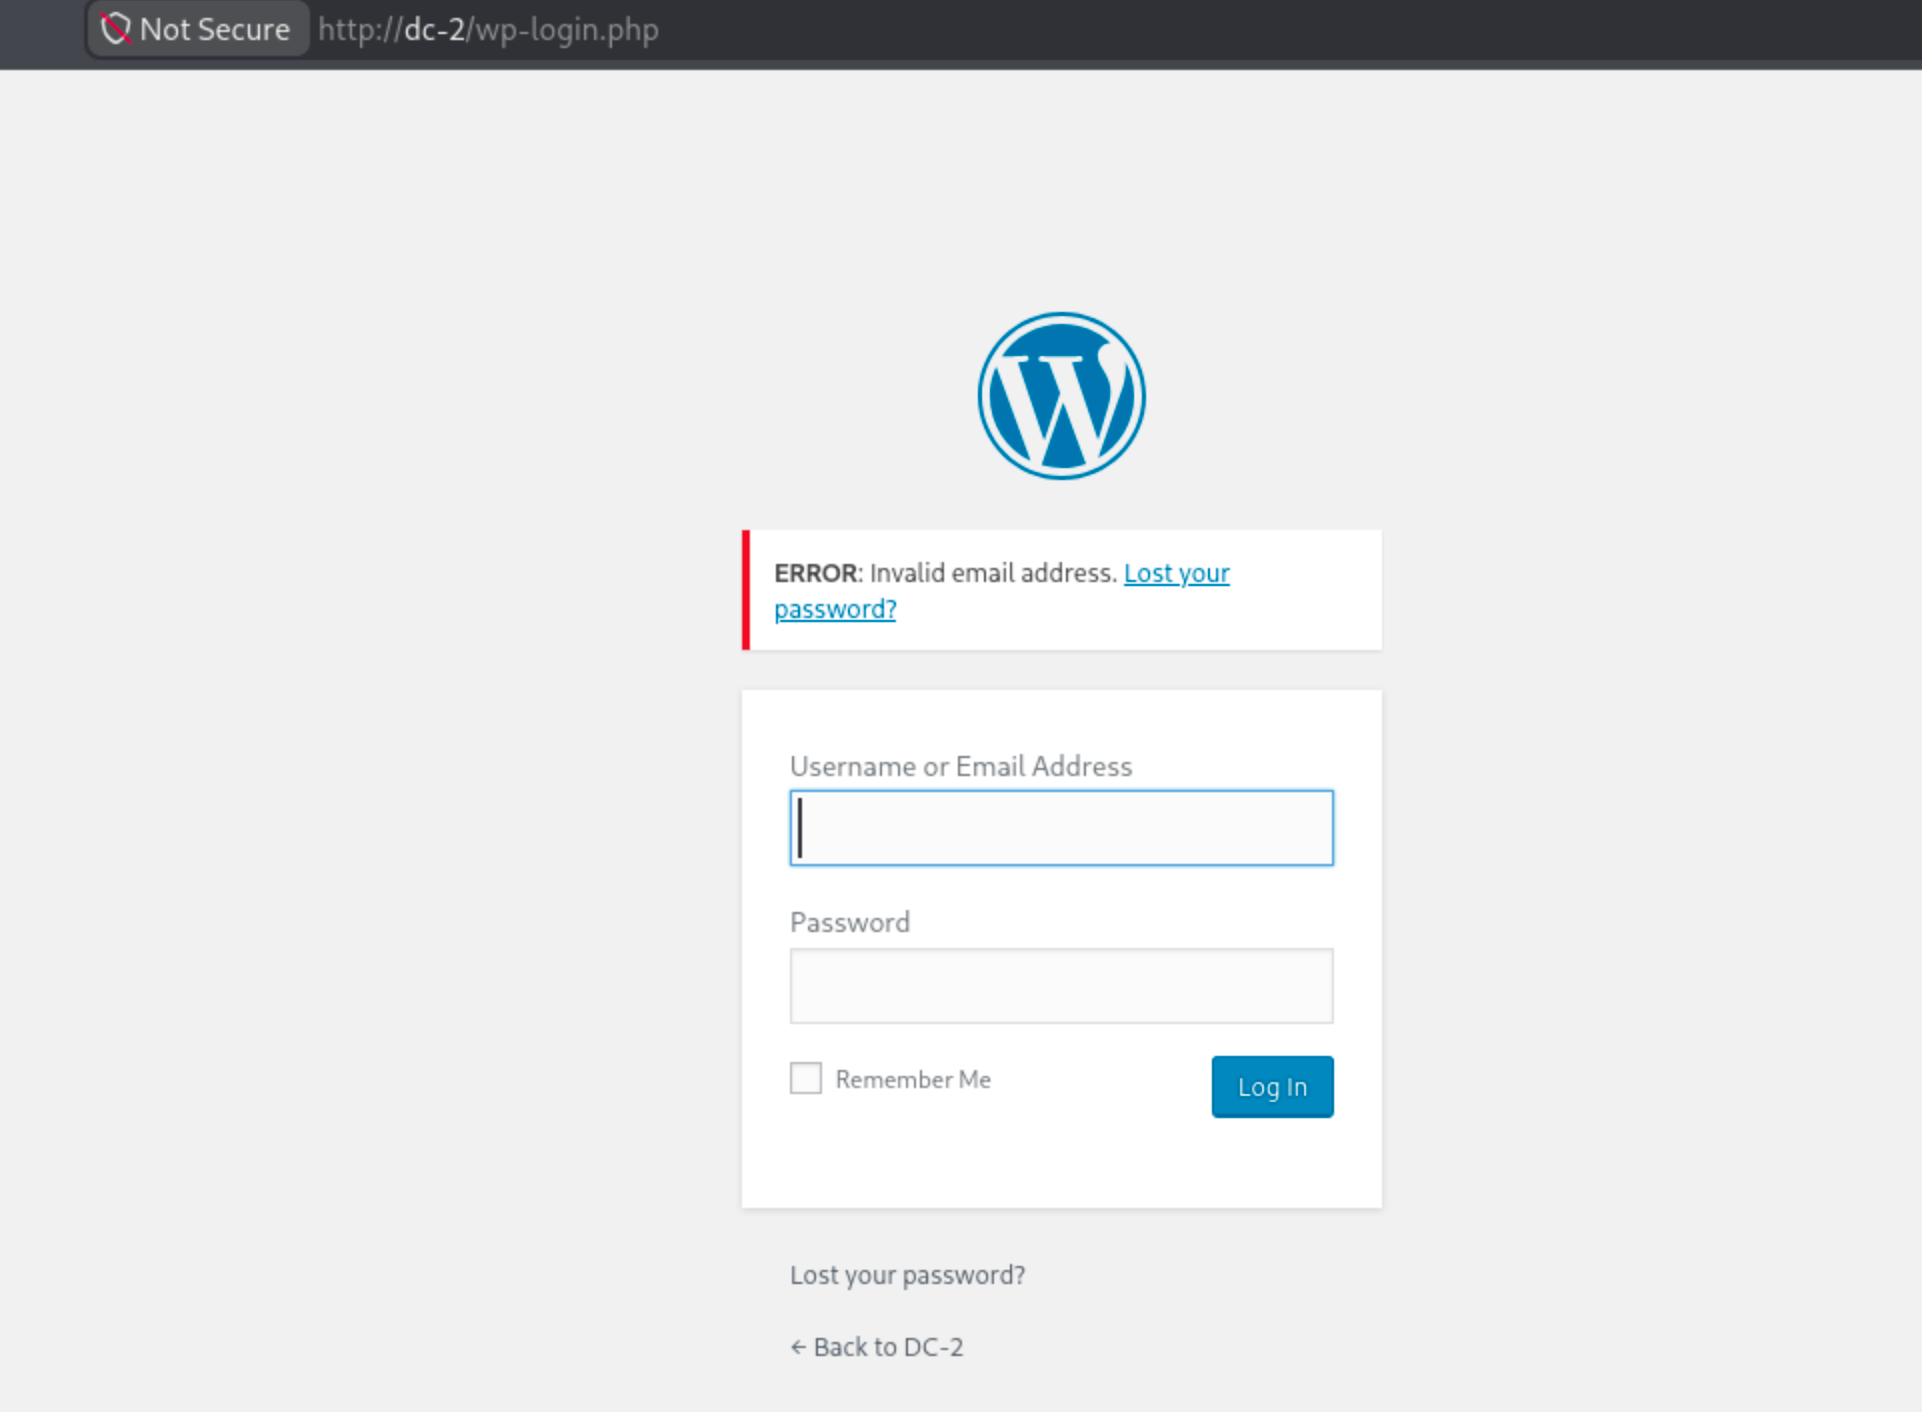 Not Secure http://dc-2/wp-login.php
ERROR: Invalid email address. Lost your
password?
Username or Email Address
Password
Remember Me
Log In
Lost your password?
← Back to DC-2